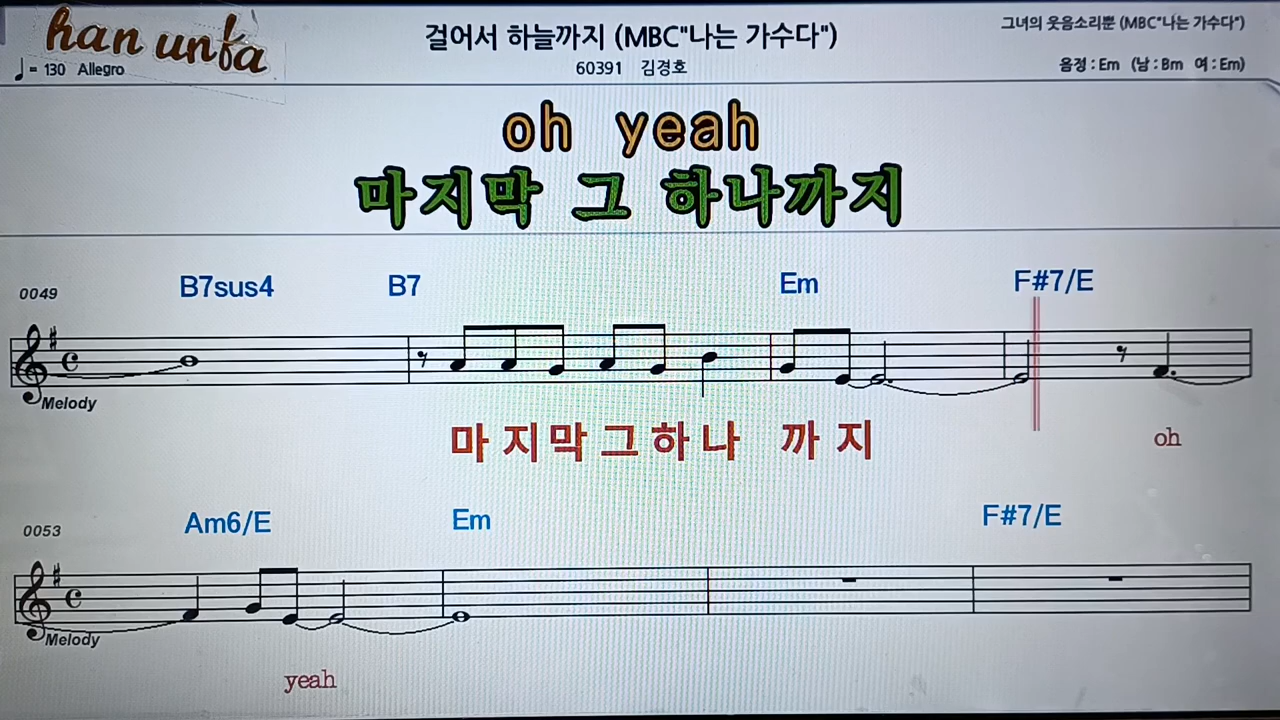 han unfa
걸어서 하늘까지 (MBC"나는 가수다")
그녀의 웃음소리뿐 (MBC"나는 가수다")
♩= 130 Allegro
60391 김경호
음정 : Em (남 : Bm 여 : Em)
oh yeah
마지막 그 하나까지
0049 B7sus4 B7 Em F#7/E
Melody
마 지 막 그 하 나 까 지 oh
0053 Am6/E Em F#7/E
Melody
yeah